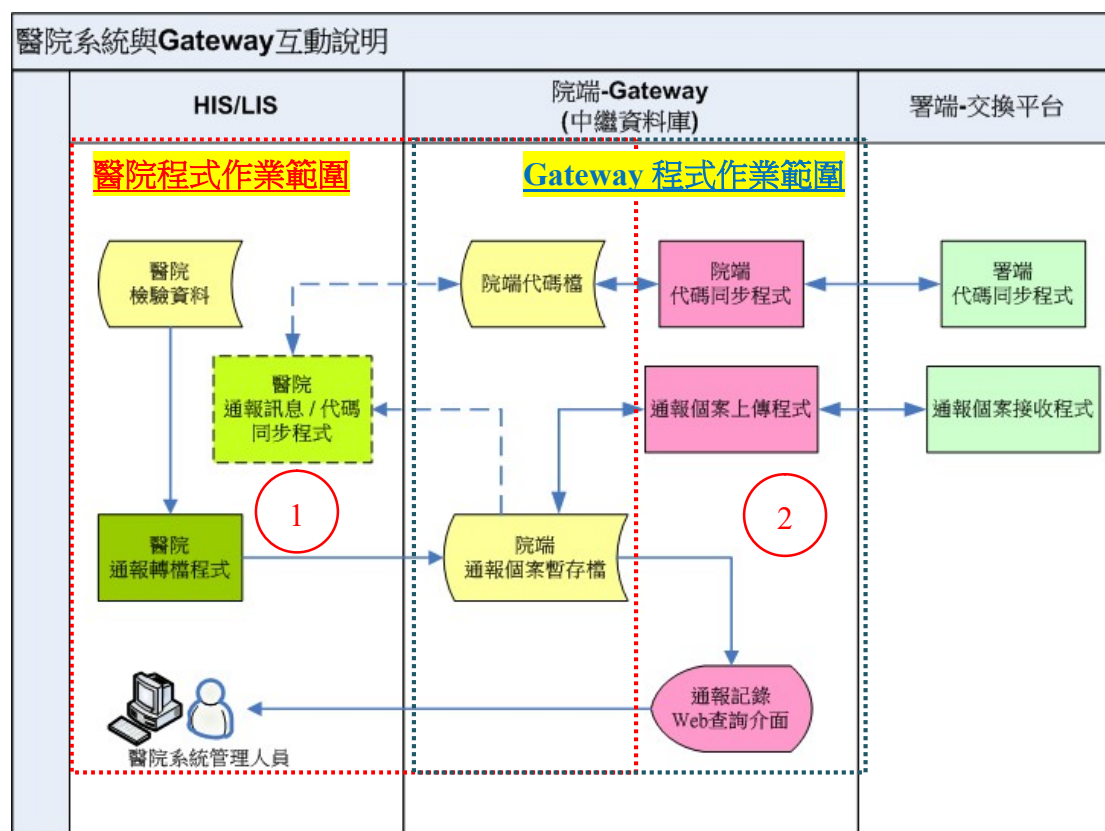 醫院系統與Gateway互動說明
HIS/LIS
院端-Gateway
(中繼資料庫)
署端-交換平台
醫院程式作業範圍
Gateway 程式作業範圍
醫院
檢驗資料
院端代碼檔
院端
代碼同步程式
署端
代碼同步程式
醫院
通報訊息 / 代碼
同步程式
通報個案上傳程式
通報個案接收程式
1
2
醫院
通報轉檔程式
院端
通報個案暫存檔
通報記錄
Web查詢介面
醫院系統管理人員